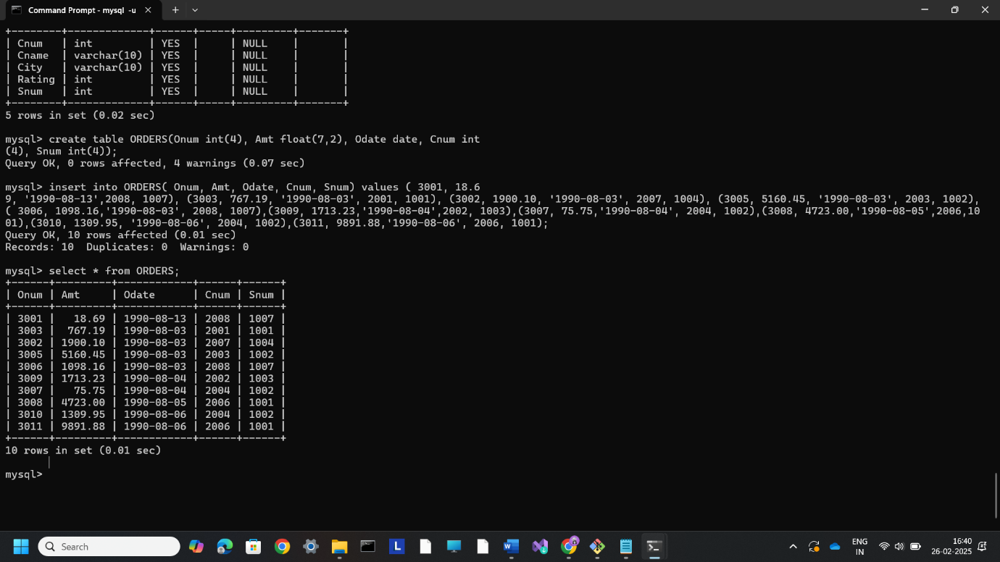 Command Prompt - mysql -u
+--------+-------------+------+-----+---------+-------+
| Cnum   | int         | YES  |     | NULL    |       |
| Cname  | varchar(10) | YES  |     | NULL    |       |
| City   | varchar(10) | YES  |     | NULL    |       |
| Rating | int         | YES  |     | NULL    |       |
| Snum   | int         | YES  |     | NULL    |       |
+--------+-------------+------+-----+---------+-------+
5 rows in set (0.02 sec)
mysql> create table ORDERS(Onum int(4), Amt float(7,2), Odate date, Cnum int
(4), Snum int(4));
Query OK, 0 rows affected, 4 warnings (0.07 sec)
mysql> insert into ORDERS( Onum, Amt, Odate, Cnum, Snum) values ( 3001, 18.6
9, '1990-08-13',2008, 1007), (3003, 767.19, '1990-08-03', 2001, 1001), (3002, 1900.10, '1990-08-03', 2007, 1004), (3005, 5160.45, '1990-08-03', 2003, 1002),
( 3006, 1098.16,'1990-08-03', 2008, 1007),(3009, 1713.23,'1990-08-04',2002, 1003),(3007, 75.75,'1990-08-04', 2004, 1002),(3008, 4723.00,'1990-08-05',2006,10
01),(3010, 1309.95, '1990-08-06', 2004, 1002),(3011, 9891.88,'1990-08-06', 2006, 1001);
Query OK, 10 rows affected (0.01 sec)
Records: 10  Duplicates: 0  Warnings: 0
mysql> select * from ORDERS;
+------+---------+------------+------+------+
| Onum | Amt     | Odate      | Cnum | Snum |
+------+---------+------------+------+------+
| 3001 |   18.69 | 1990-08-13 | 2008 | 1007 |
| 3003 |  767.19 | 1990-08-03 | 2001 | 1001 |
| 3002 | 1900.10 | 1990-08-03 | 2007 | 1004 |
| 3005 | 5160.45 | 1990-08-03 | 2003 | 1002 |
| 3006 | 1098.16 | 1990-08-03 | 2008 | 1007 |
| 3009 | 1713.23 | 1990-08-04 | 2002 | 1003 |
| 3007 |   75.75 | 1990-08-04 | 2004 | 1002 |
| 3008 | 4723.00 | 1990-08-05 | 2006 | 1001 |
| 3010 | 1309.95 | 1990-08-06 | 2004 | 1002 |
| 3011 | 9891.88 | 1990-08-06 | 2006 | 1001 |
+------+---------+------------+------+------+
10 rows in set (0.01 sec)
mysql>
Search
L
W
ENG
IN
16:40
26-02-2025